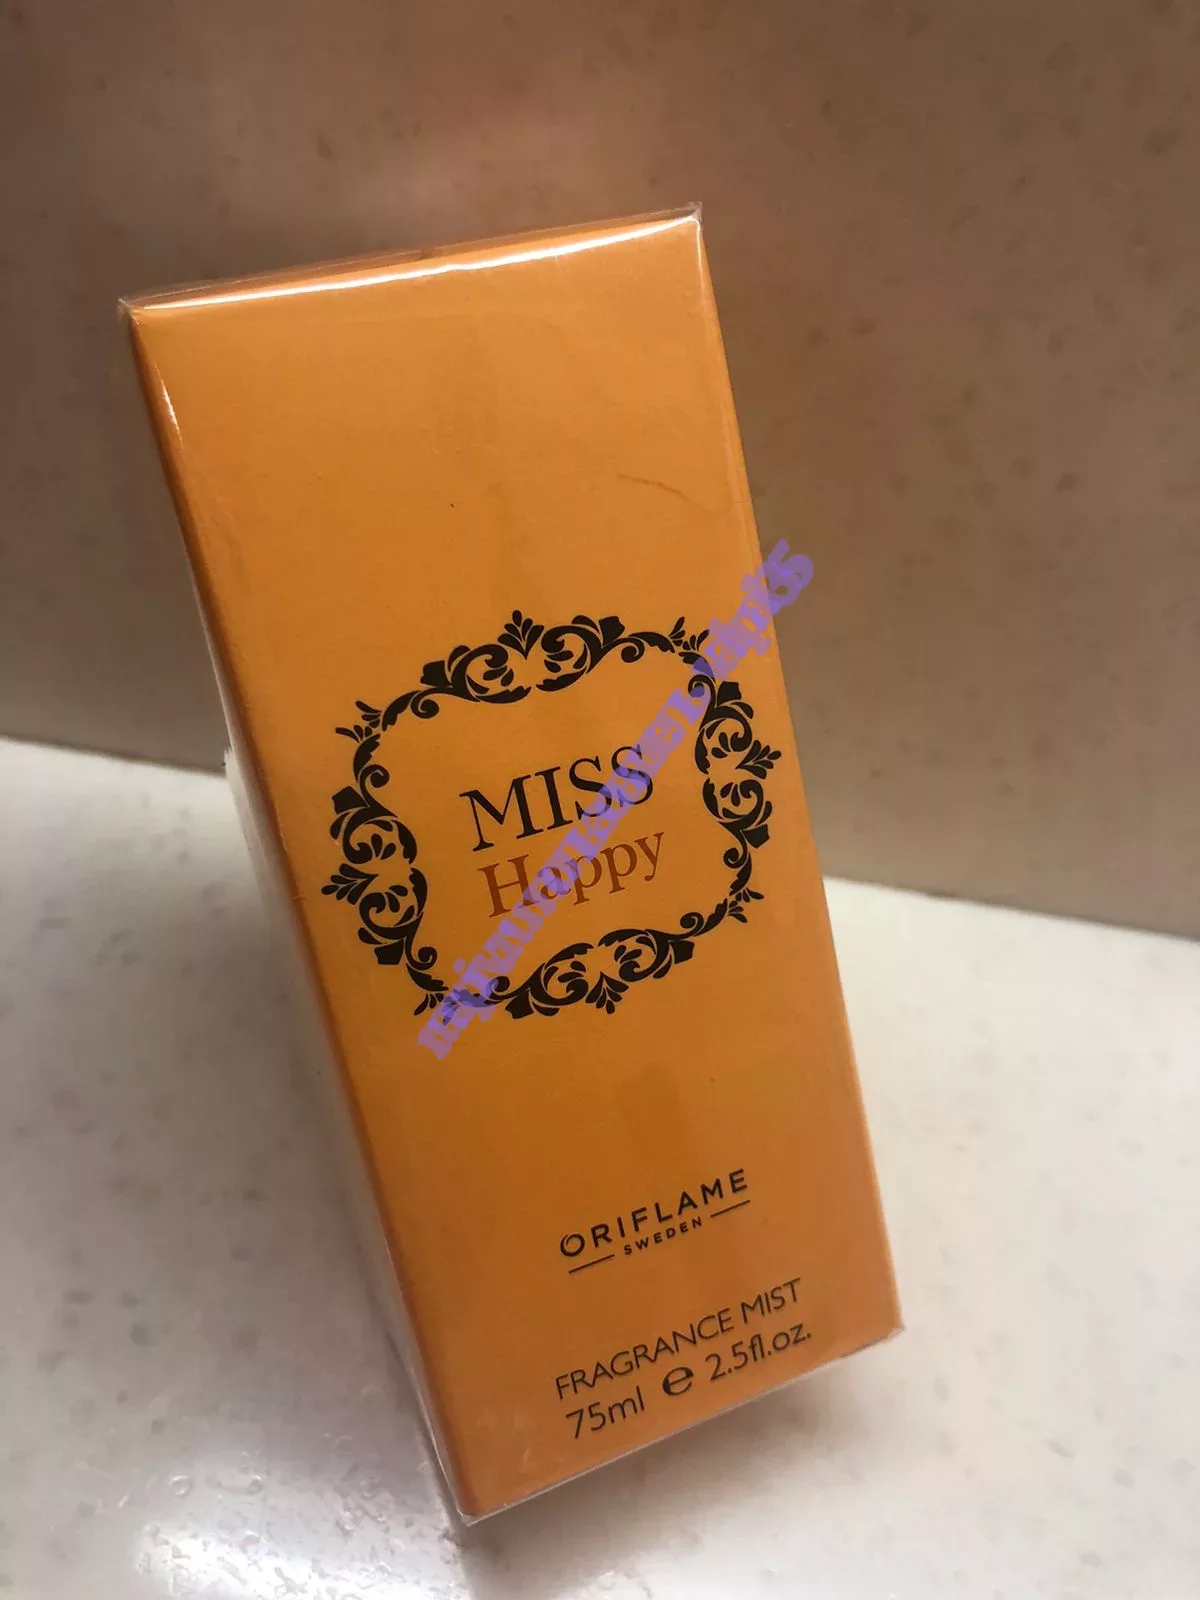 MISS
Happy
ORIFLAME
SWEDEN
FRAGRANCE MIST
75ml e 2.5fl.oz.